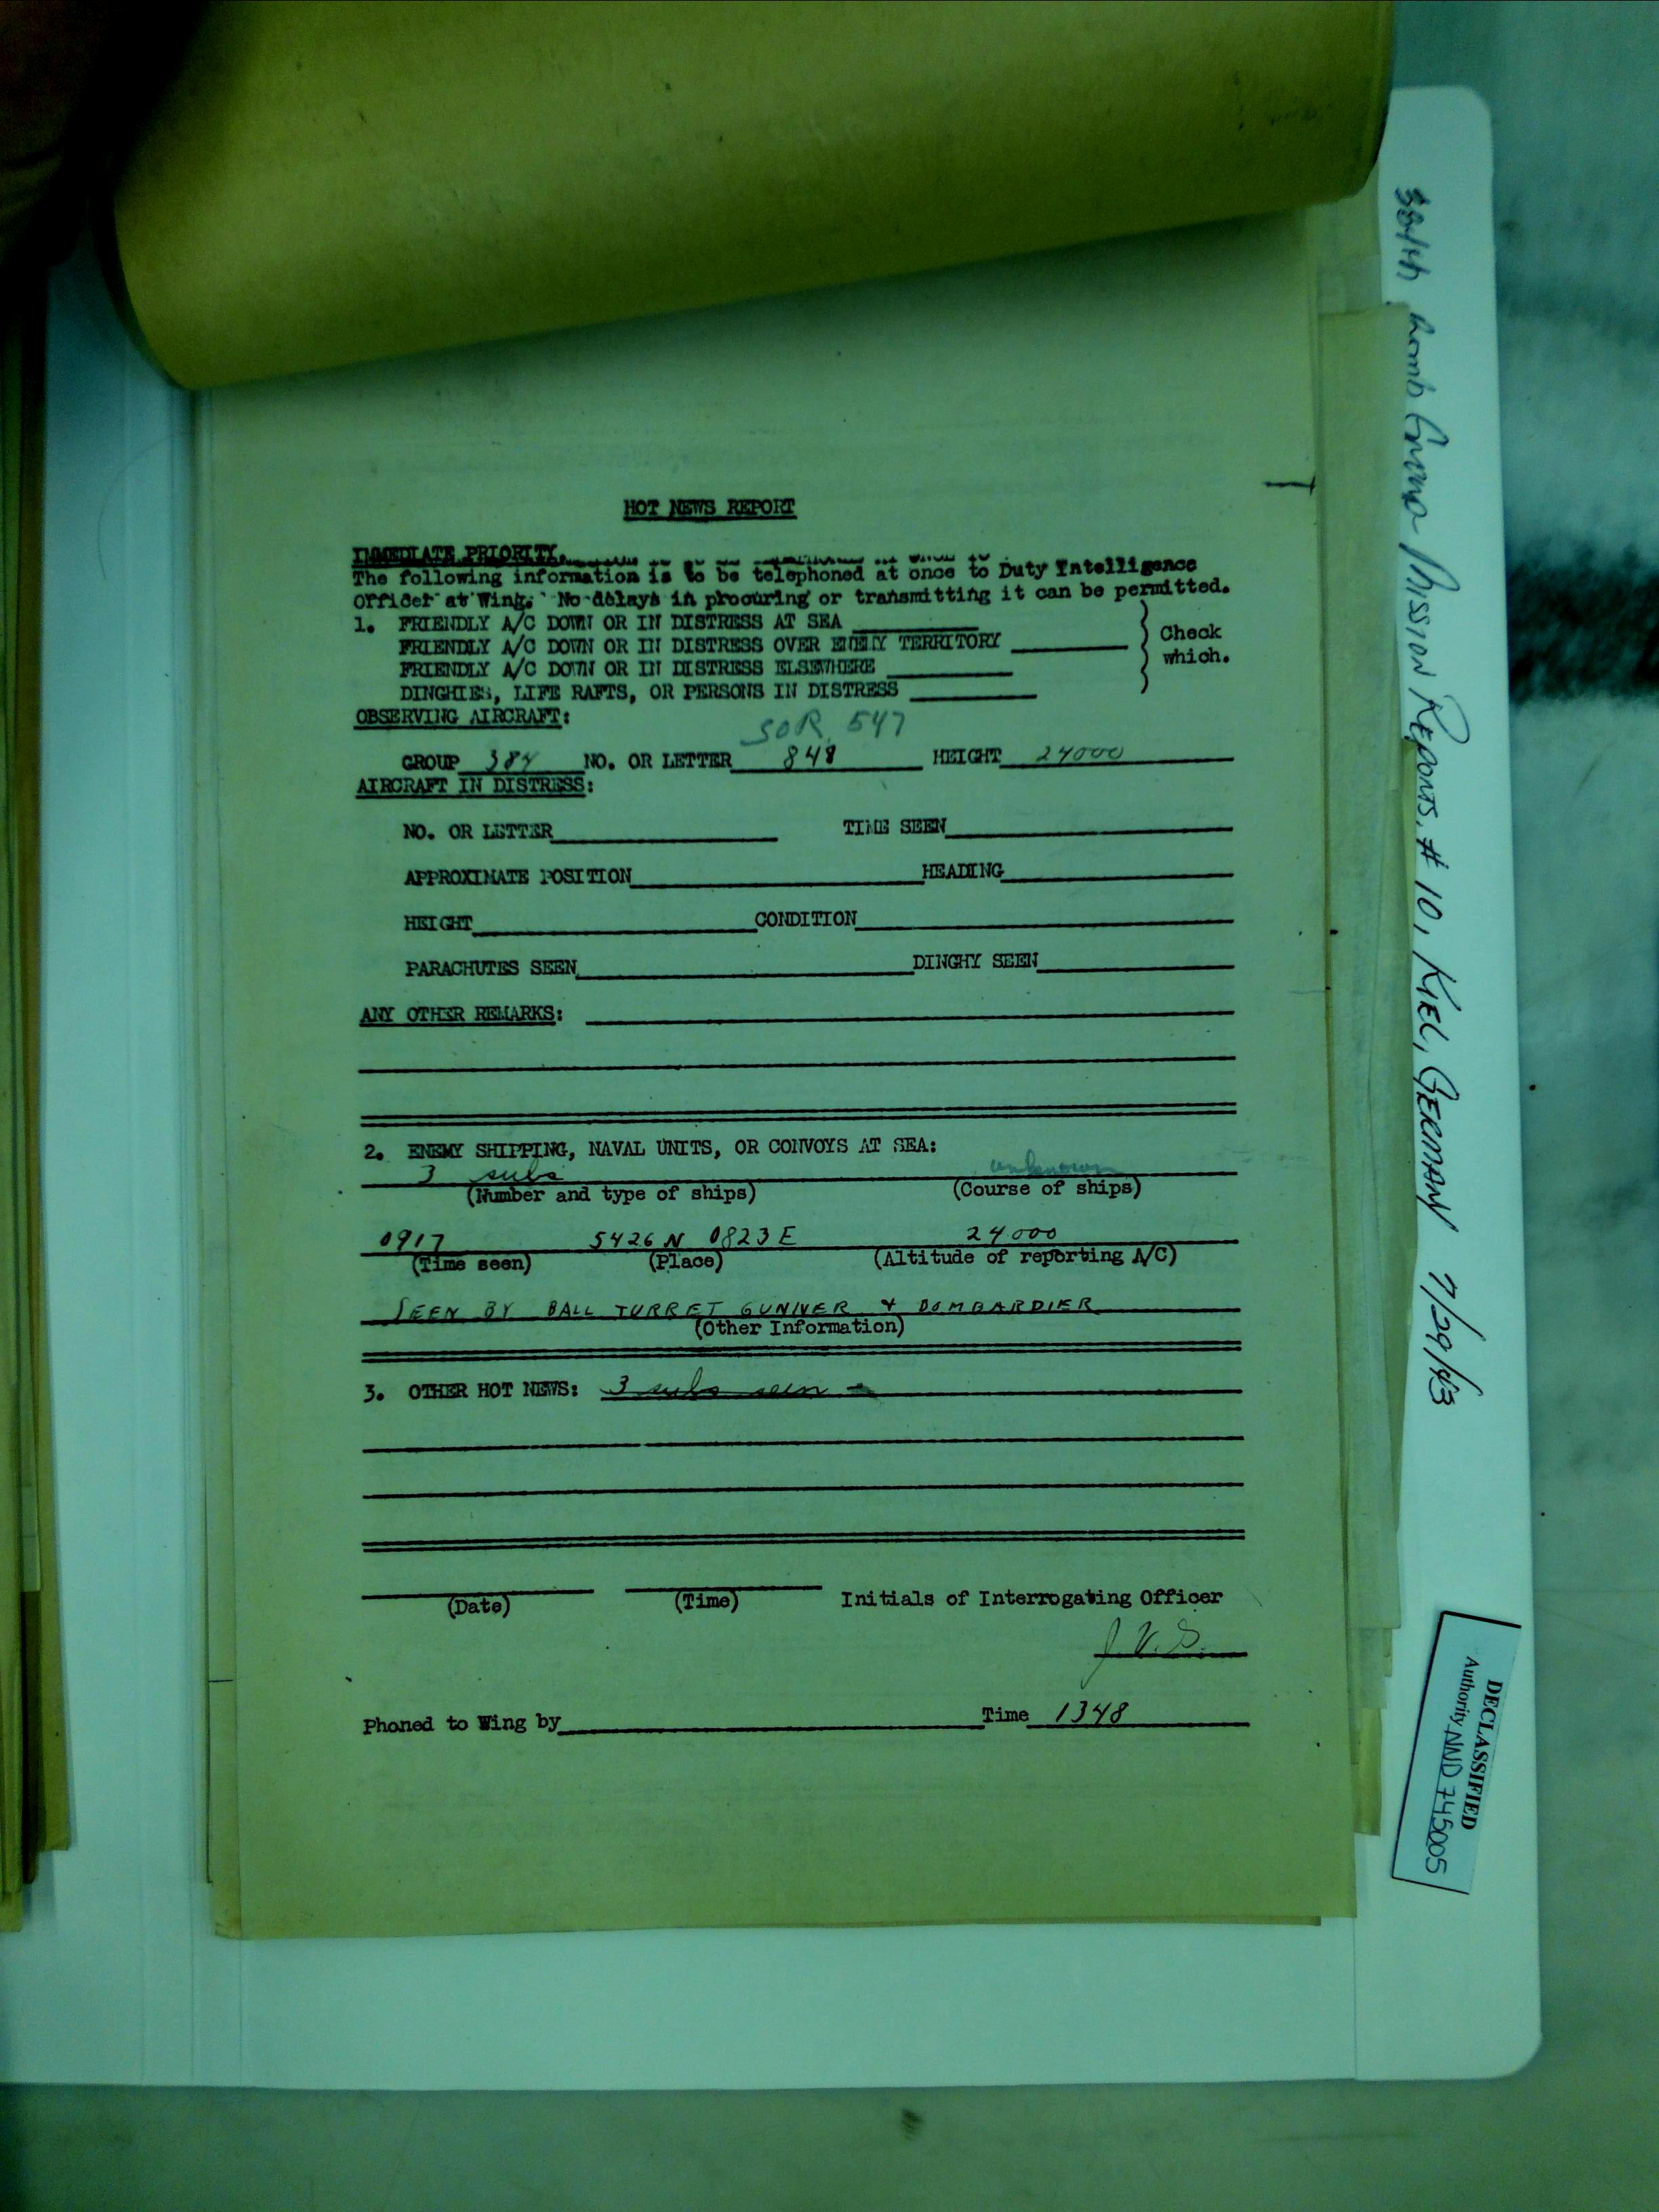 HOT NEWS REPORT
IMMEDIATE PRIORITY.
The following information is to be telephoned at once to Duty Intelligence
Officer at Wing. No delays in procuring or transmitting it can be permitted.
1. FRIENDLY A/C DOWN OR IN DISTRESS AT SEA
FRIENDLY A/C DOWN OR IN DISTRESS OVER ENEMY TERRITORY
FRIENDLY A/C DOWN OR IN DISTRESS ELSEWHERE
DINGHIES, LIFE RAFTS, OR PERSONS IN DISTRESS
Check
which.
OBSERVING AIRCRAFT:
SOR 547
GROUP 384 NO. OR LETTER 848 HEIGHT 24000
AIRCRAFT IN DISTRESS:
NO. OR LETTER TIME SEEN
APPROXIMATE POSITION HEADING
HEIGHT CONDITION
PARACHUTES SEEN DINGHY SEEN
ANY OTHER REMARKS:
2. ENEMY SHIPPING, NAVAL UNITS, OR CONVOYS AT SEA:
3 subs unknown
(Number and type of ships) (Course of ships)
0917 5426 N 0823 E 24000
(Time seen) (Place) (Altitude of reporting A/C)
SEEN BY BALL TURRET GUNNER & BOMBARDIER
(Other Information)
3. OTHER HOT NEWS: 3 subs seen -
(Date) (Time) Initials of Interrogating Officer
J.V.S.
Phoned to Wing by Time 1348
384th Bomb Group Mission Reports, # 10, KIEL, GERMANY 7/29/43
DECLASSIFIED
Authority NND 745005